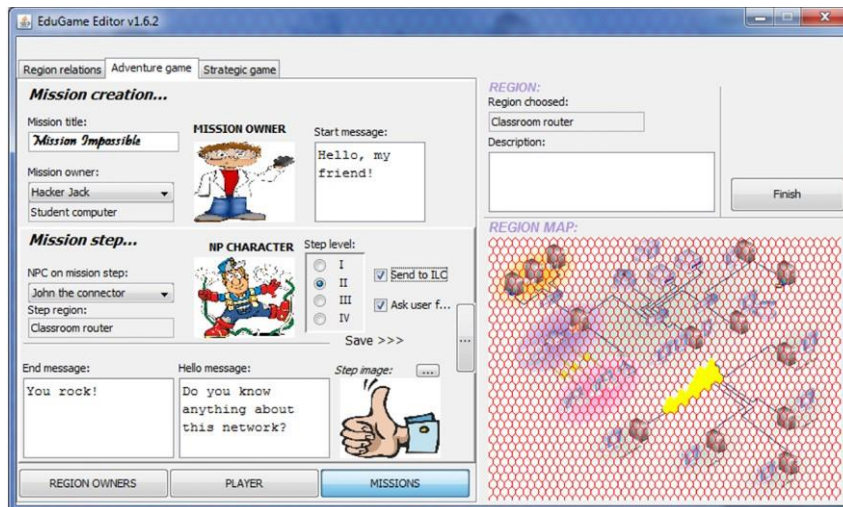 EduGame Editor v1.6.2
Region relations
Adventure game
Strategic game
Mission creation...
Mission title:
Mission Impossible
Mission owner:
Hacker Jack
Student computer
MISSION OWNER
Start message:
Hello, my
friend!
Mission step...
NPC on mission step:
John the connector
Step region:
Classroom router
NP CHARACTER
Step level:
I
II
III
IV
Send to ILC
Ask user f...
Save >>>
...
End message:
You rock!
Hello message:
Do you know
anything about
this network?
Step image:
...
REGION OWNERS
PLAYER
MISSIONS
REGION:
Region choosed:
Classroom router
Description:
Finish
REGION MAP: